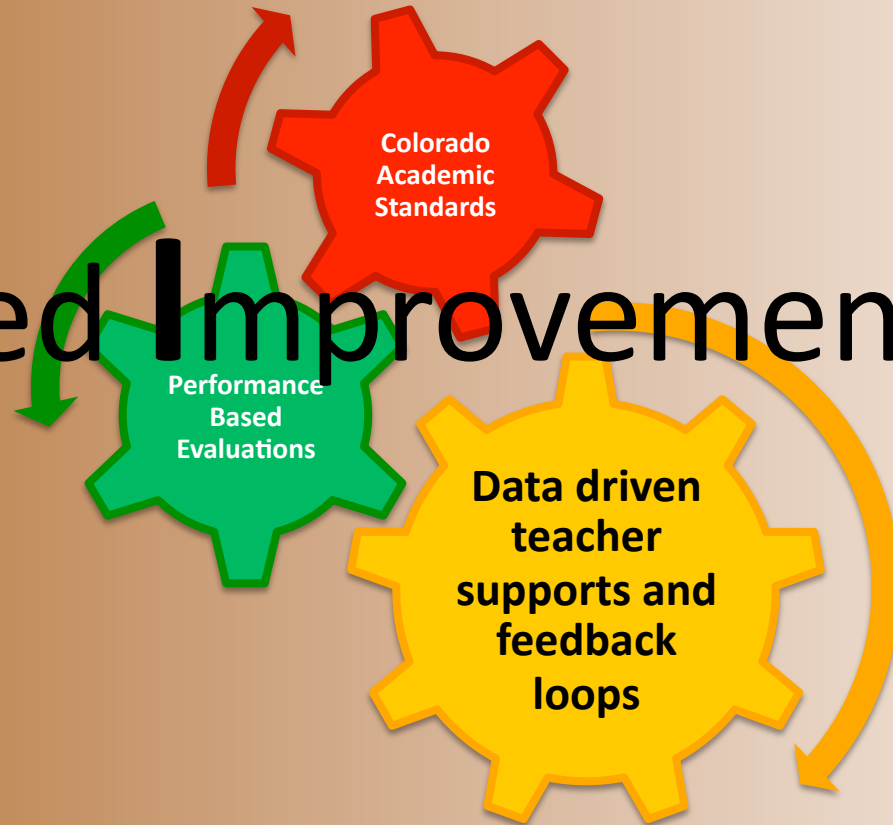 Colorado
Academic
Standards
ed Improvemen
Performance
Based
Evaluations
Data driven
teacher
supports and
feedback
loops